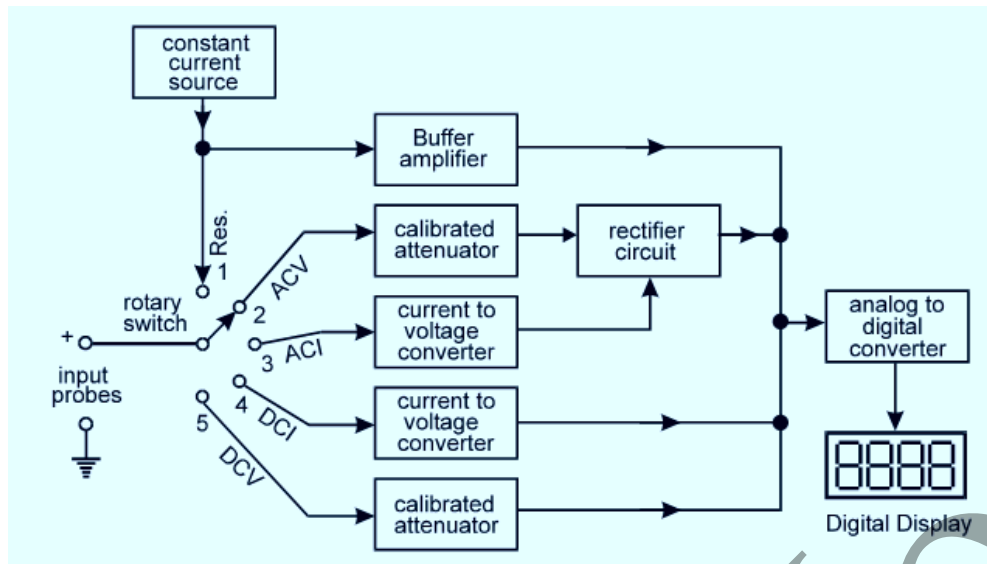 constant
current
source
Buffer
amplifier
Res.
1
calibrated
attenuator
rectifier
circuit
ACV
2
rotary
switch
+
input
probes
3 ACI
current to
voltage
converter
analog to
digital
converter
4 DCI
current to
voltage
converter
5
DCV
calibrated
attenuator
8888
Digital Display